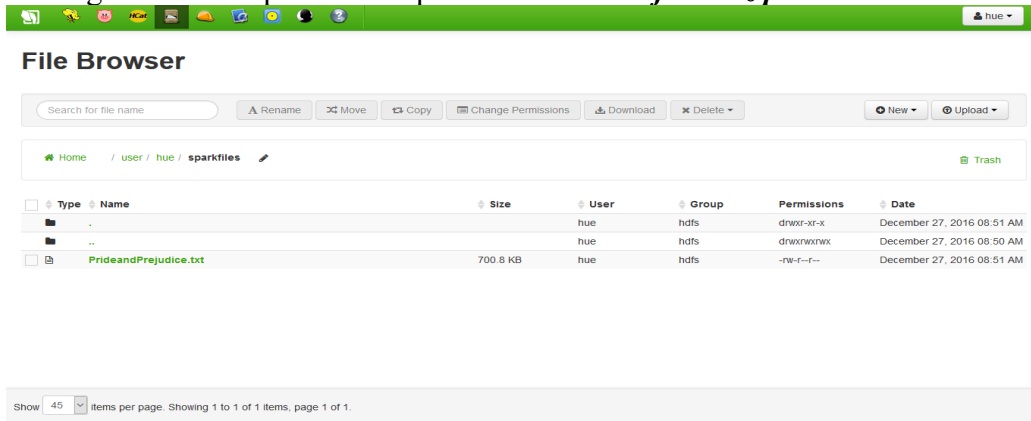 HCat
hue
File Browser
Search for file name
Rename Move Copy Change Permissions Download Delete New Upload
Home / user / hue / sparkfiles Trash
Type Name Size User Group Permissions Date
. hue hdfs drwxr-xr-x December 27, 2016 08:51 AM
.. hue hdfs drwxrwxrwx December 27, 2016 08:50 AM
PrideandPrejudice.txt 700.8 KB hue hdfs -rw-r--r-- December 27, 2016 08:51 AM
Show 45 items per page. Showing 1 to 1 of 1 items, page 1 of 1.